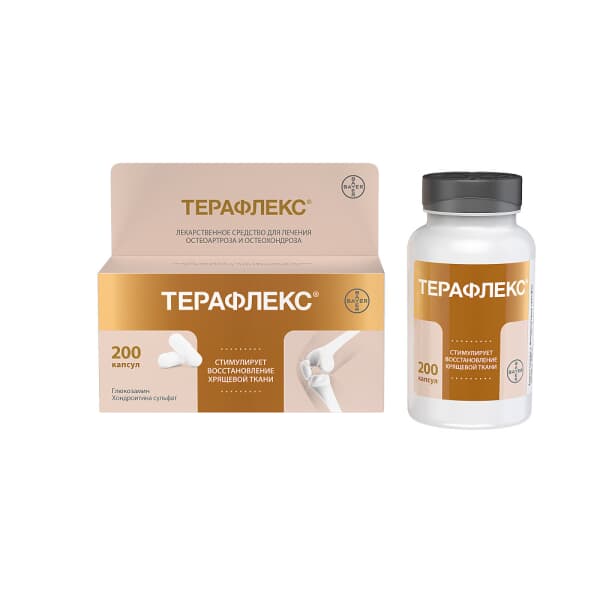 ТЕРАФЛЕКС®
ЛЕКАРСТВЕННОЕ СРЕДСТВО ДЛЯ ЛЕЧЕНИЯ
ОСТЕОАРТРОЗА И ОСТЕОХОНДРОЗА
BAYER
ТЕРАФЛЕКС®
BAYER
200
капсул
СТИМУЛИРУЕТ
ВОССТАНОВЛЕНИЕ
ХРЯЩЕВОЙ ТКАНИ
Глюкозамин
Хондроитина сульфат
ТЕРАФЛЕКС®
СТИМУЛИРУЕТ
ВОССТАНОВЛЕНИЕ
ХРЯЩЕВОЙ ТКАНИ
200
капсул
BAYER